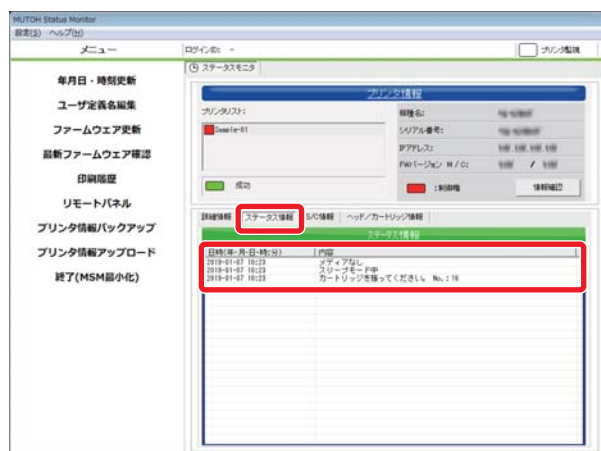 MUTOH Status Monitor
設定(S) ヘルプ(H)
メニュー
ログインID: -
プリンタ監視
ステータスモニタ
年月日・時刻更新
ユーザ定義名編集
ファームウェア更新
最新ファームウェア確認
印刷履歴
リモートパネル
プリンタ情報バックアップ
プリンタ情報アップロード
終了(MSM最小化)
プリンタ情報
プリンタリスト:
Sample-01
成功
機種名:
シリアル番号:
IPアドレス:
FWバージョン M / C:
/
:制御権
情報確認
詳細情報 ステータス情報 S/C情報 ヘッド/カートリッジ情報
ステータス情報
日時(年-月-日-時:分) 内容
2019-01-07 10:23 メディアなし
2019-01-07 10:23 スリープモード中
2019-01-07 10:23 カートリッジを振ってください。 No.:16